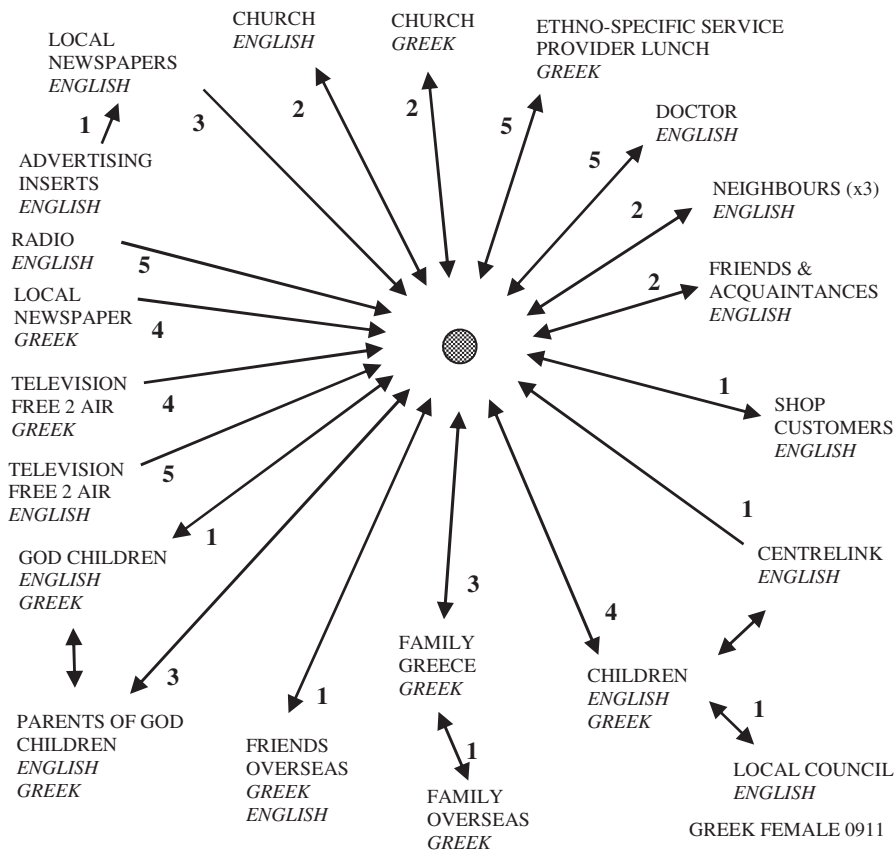 CHURCH
ENGLISH
CHURCH
GREEK
ETHNO-SPECIFIC SERVICE
PROVIDER LUNCH
GREEK
LOCAL
NEWSPAPERS
ENGLISH
1
3
2
2
5
5
DOCTOR
ENGLISH
ADVERTISING
INSERTS
ENGLISH
NEIGHBOURS (x3)
ENGLISH
2
RADIO
ENGLISH
5
FRIENDS &
ACQUAINTANCES
ENGLISH
2
LOCAL
NEWSPAPER
GREEK
4
TELEVISION
FREE 2 AIR
GREEK
4
1
SHOP
CUSTOMERS
ENGLISH
TELEVISION
FREE 2 AIR
ENGLISH
5
1
CENTRELINK
ENGLISH
GOD CHILDREN
ENGLISH
GREEK
1
3
FAMILY
GREECE
GREEK
4
CHILDREN
ENGLISH
GREEK
3
PARENTS OF GOD
CHILDREN
ENGLISH
GREEK
1
FRIENDS
OVERSEAS
GREEK
ENGLISH
1
FAMILY
OVERSEAS
GREEK
1
LOCAL COUNCIL
ENGLISH
GREEK FEMALE 0911